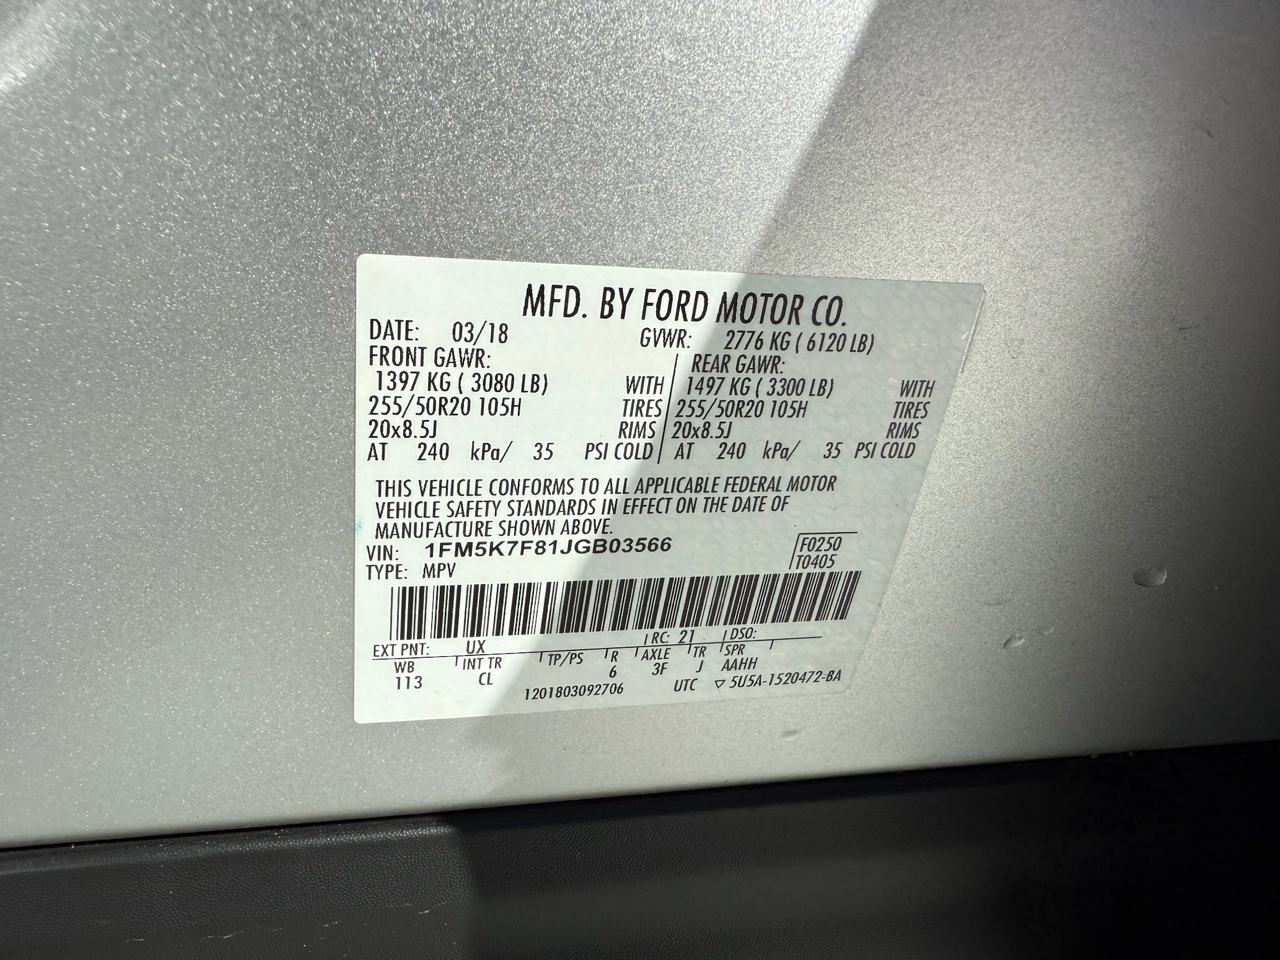 MFD. BY FORD MOTOR CO.
DATE: 03/18 GVWR: 2776 KG ( 6120 LB)
FRONT GAWR: REAR GAWR:
1397 KG ( 3080 LB) WITH 1497 KG ( 3300 LB) WITH
255/50R20 105H TIRES 255/50R20 105H TIRES
20x8.5J RIMS 20x8.5J RIMS
AT 240 kPa/ 35 PSI COLD AT 240 kPa/ 35 PSI COLD
THIS VEHICLE CONFORMS TO ALL APPLICABLE FEDERAL MOTOR
VEHICLE SAFETY STANDARDS IN EFFECT ON THE DATE OF
MANUFACTURE SHOWN ABOVE.
VIN: 1FM5K7F81JGB03566 F0250
TYPE: MPV T0405
EXT PNT: UX RC: 21 DSO:
WB INT TR TP/PS R AXLE TR SPR
113 CL 6 3F J AAHH
1201803092706 UTC ▽ 5U5A-1520472-BA